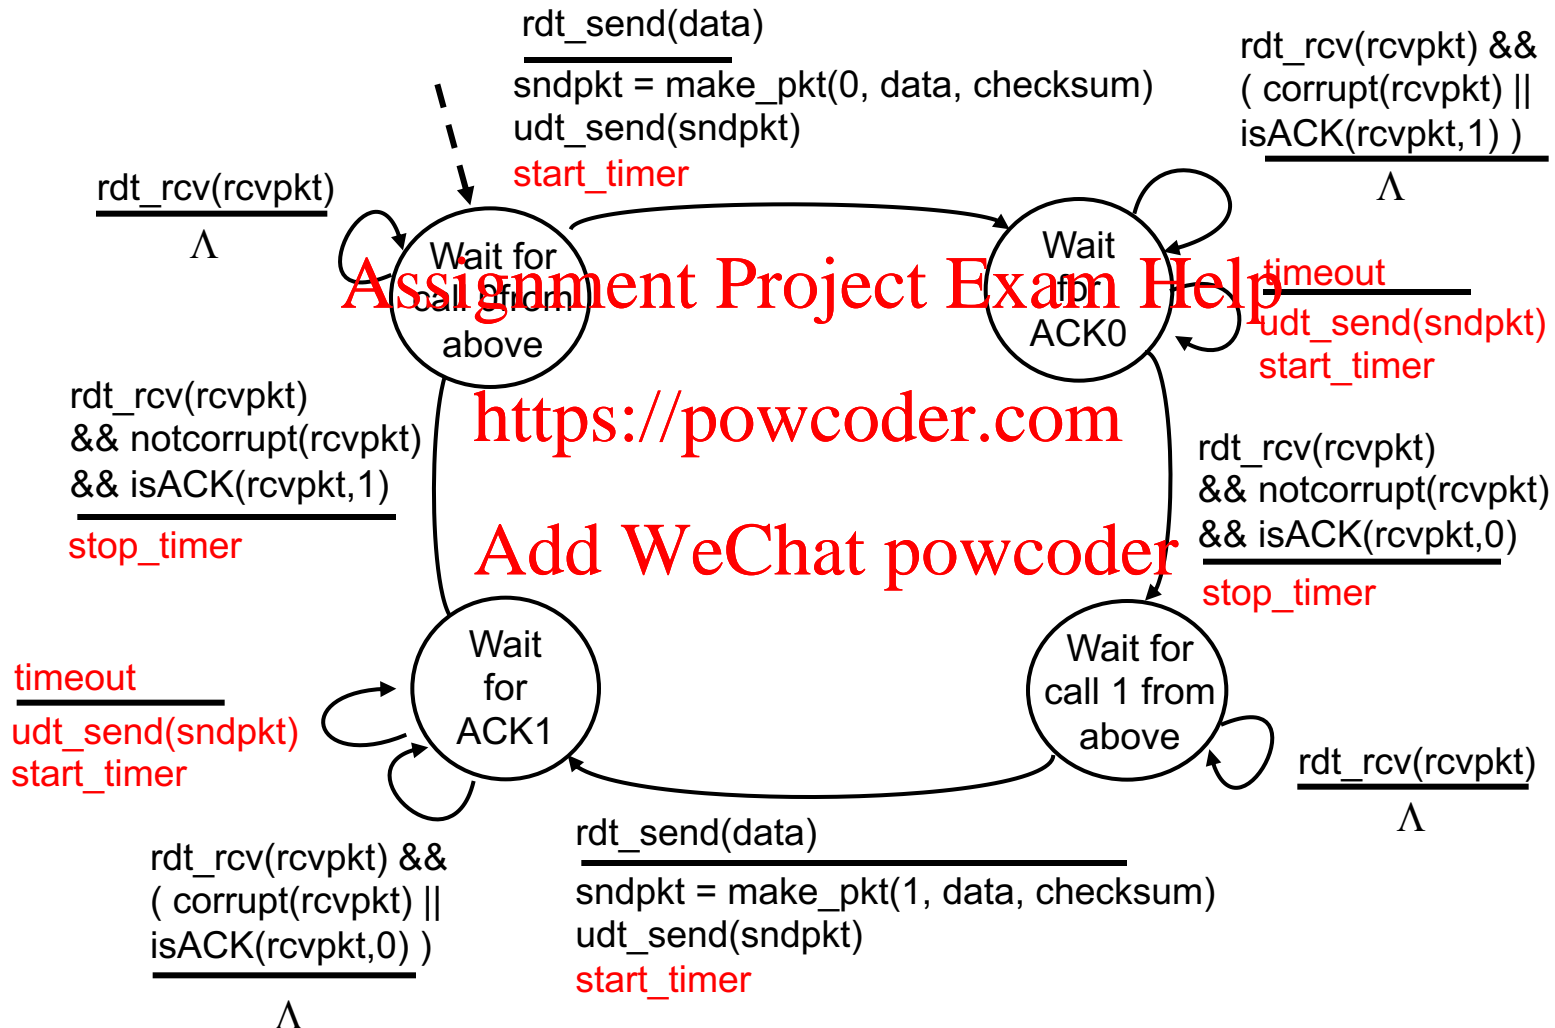 rdt_send(data)
sndpkt = make_pkt(0, data, checksum)
udt_send(sndpkt)
start_timer
rdt_rcv(rcvpkt) &&
( corrupt(rcvpkt) ||
isACK(rcvpkt,1) )
Λ
rdt_rcv(rcvpkt)
Λ
Wait for
call 0from
above
Wait
for
ACK0
timeout
udt_send(sndpkt)
start_timer
Assignment Project Exam Help
https://powcoder.com
Add WeChat powcoder
rdt_rcv(rcvpkt)
&& notcorrupt(rcvpkt)
&& isACK(rcvpkt,1)
stop_timer
rdt_rcv(rcvpkt)
&& notcorrupt(rcvpkt)
&& isACK(rcvpkt,0)
stop_timer
Wait
for
ACK1
Wait for
call 1 from
above
timeout
udt_send(sndpkt)
start_timer
rdt_rcv(rcvpkt)
Λ
rdt_rcv(rcvpkt) &&
( corrupt(rcvpkt) ||
isACK(rcvpkt,0) )
Λ
rdt_send(data)
sndpkt = make_pkt(1, data, checksum)
udt_send(sndpkt)
start_timer